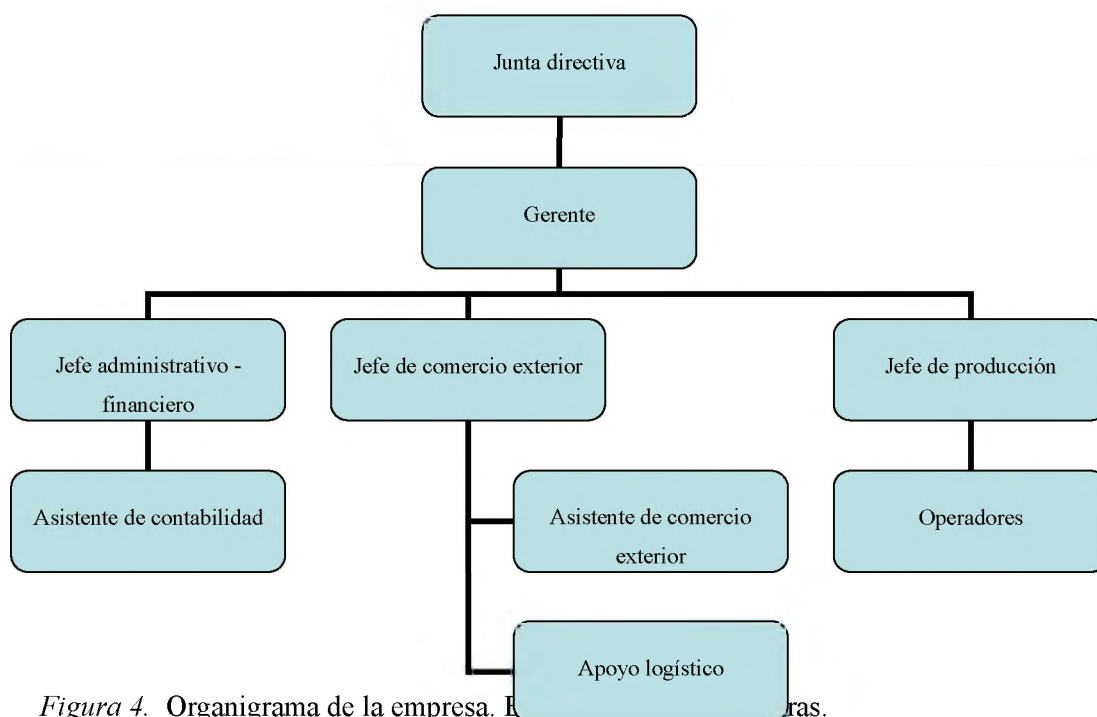 Junta directiva
Gerente
Jefe administrativo -
financiero
Jefe de comercio exterior
Jefe de producción
Asistente de contabilidad
Asistente de comercio
exterior
Operadores
Apoyo logístico
Figura 4. Organigrama de la empresa.